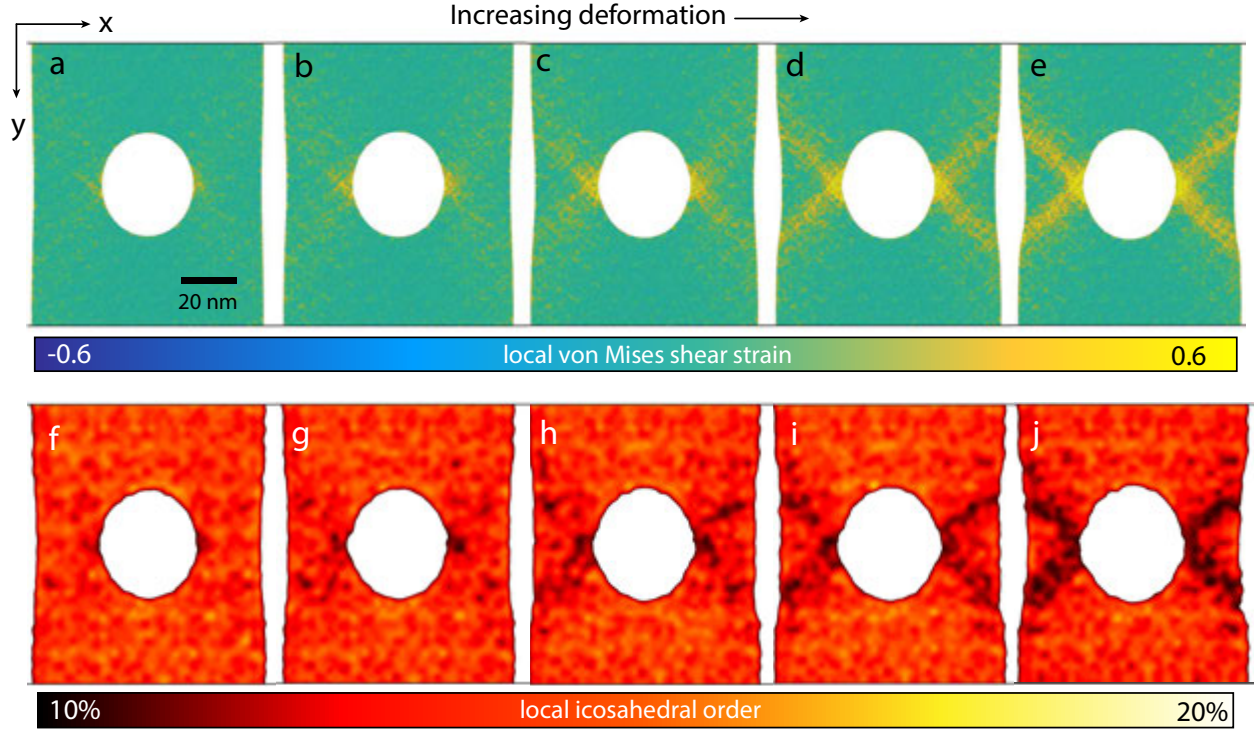 Increasing deformation
x
y
a
b
c
d
e
20 nm
-0.6
local von Mises shear strain
0.6
f
g
h
i
j
10%
local icosahedral order
20%